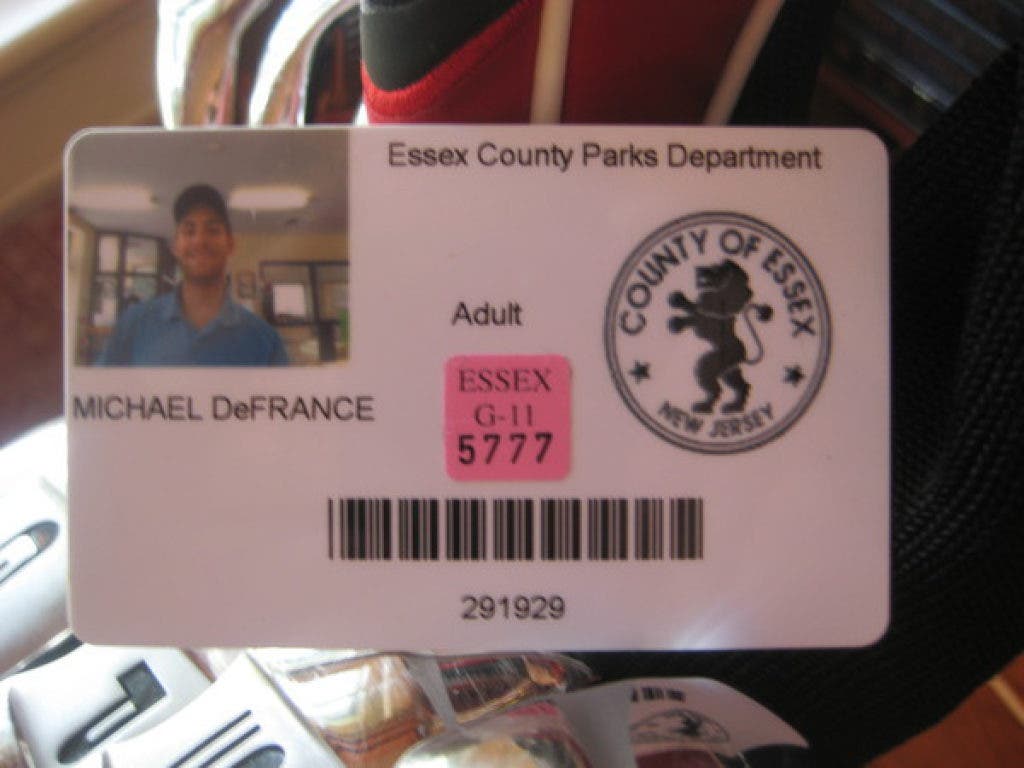 Essex County Parks Department
COUNTY OF ESSEX
NEW JERSEY
Adult
ESSEX
G-11
5777
MICHAEL DeFRANCE
291929